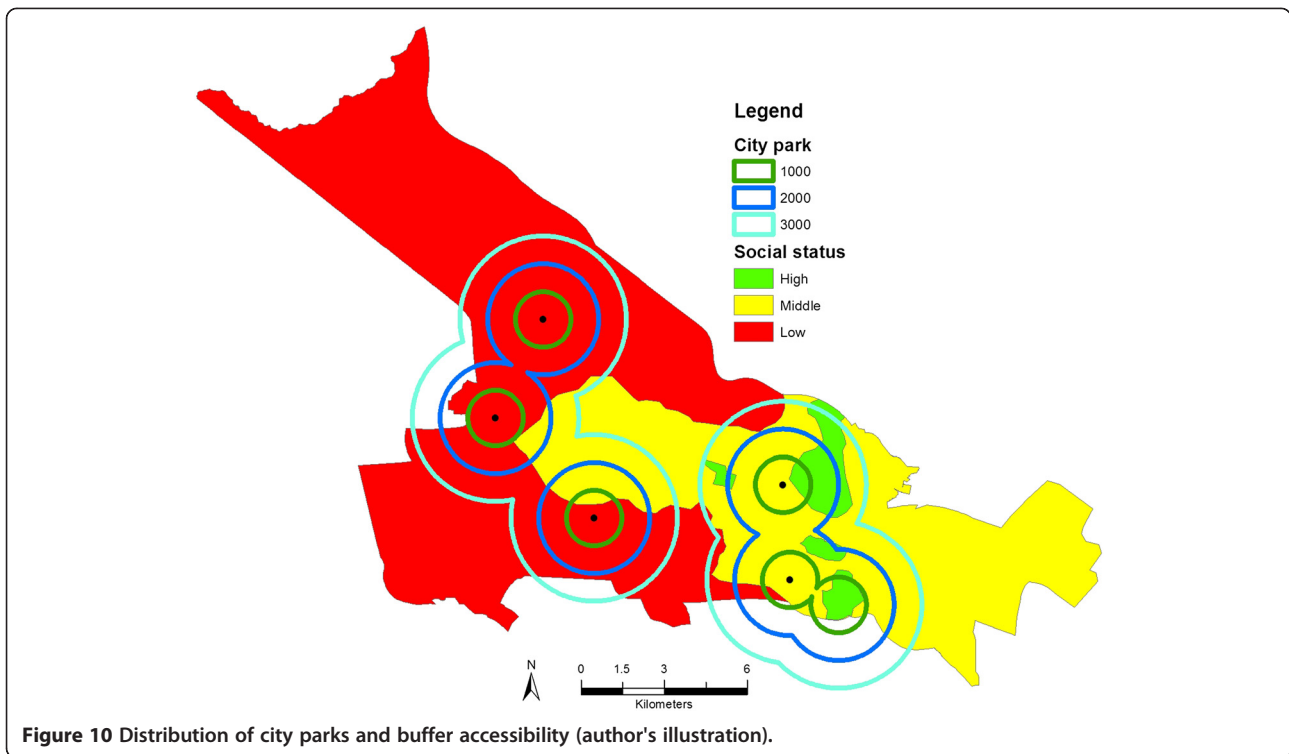 Legend
City park
1000
2000
3000
Social status
High
Middle
Low
N
0 1.5 3 6
Kilometers
Figure 10 Distribution of city parks and buffer accessibility (author's illustration).